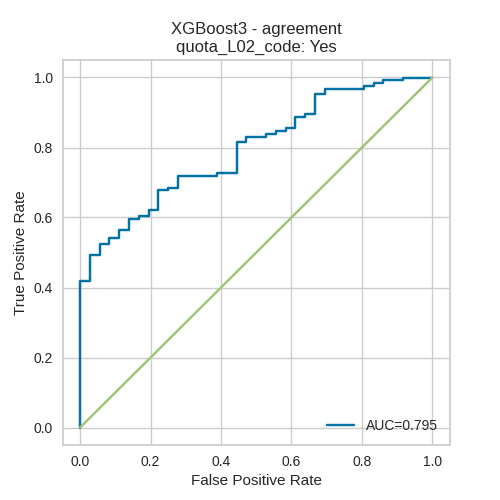 XGBoost3 - agreement
quota_L02_code: Yes
True Positive Rate
1.0
0.8
0.6
0.4
0.2
0.0
AUC=0.795
0.0 0.2 0.4 0.6 0.8 1.0
False Positive Rate